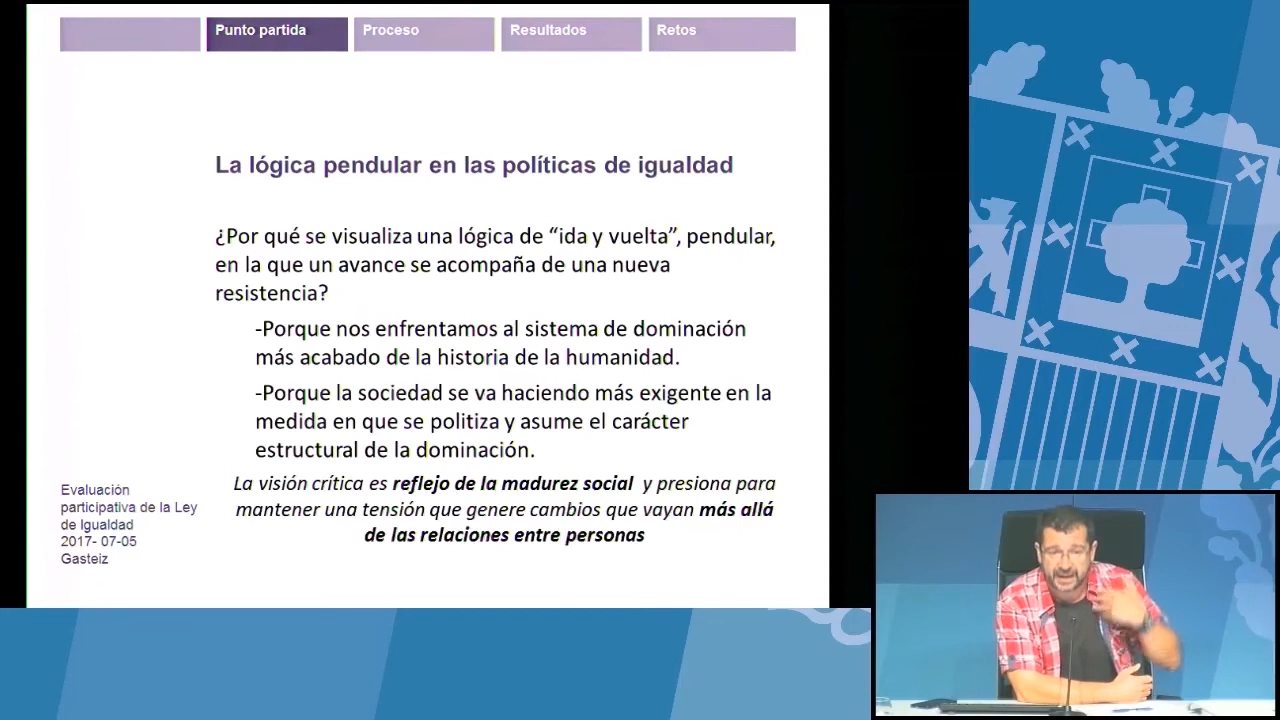 Punto partida
Proceso
Resultados
Retos
La lógica pendular en las políticas de igualdad
¿Por qué se visualiza una lógica de “ida y vuelta”, pendular,
en la que un avance se acompaña de una nueva
resistencia?
-Porque nos enfrentamos al sistema de dominación
más acabado de la historia de la humanidad.
-Porque la sociedad se va haciendo más exigente en la
medida en que se politiza y asume el carácter
estructural de la dominación.
La visión crítica es reflejo de la madurez social y presiona para
mantener una tensión que genere cambios que vayan más allá
de las relaciones entre personas
Evaluación
participativa de la Ley
de Igualdad
2017- 07-05
Gasteiz